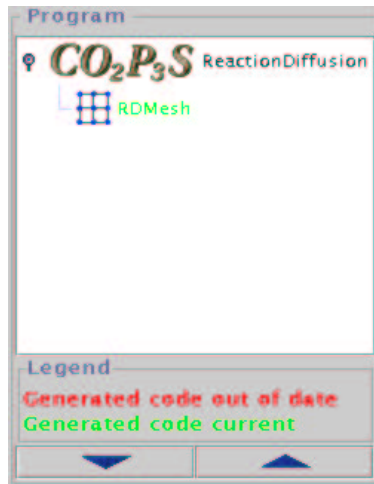 Program
CO2P3S ReactionDiffusion
RDMesh
Legend
Generated code out of date
Generated code current